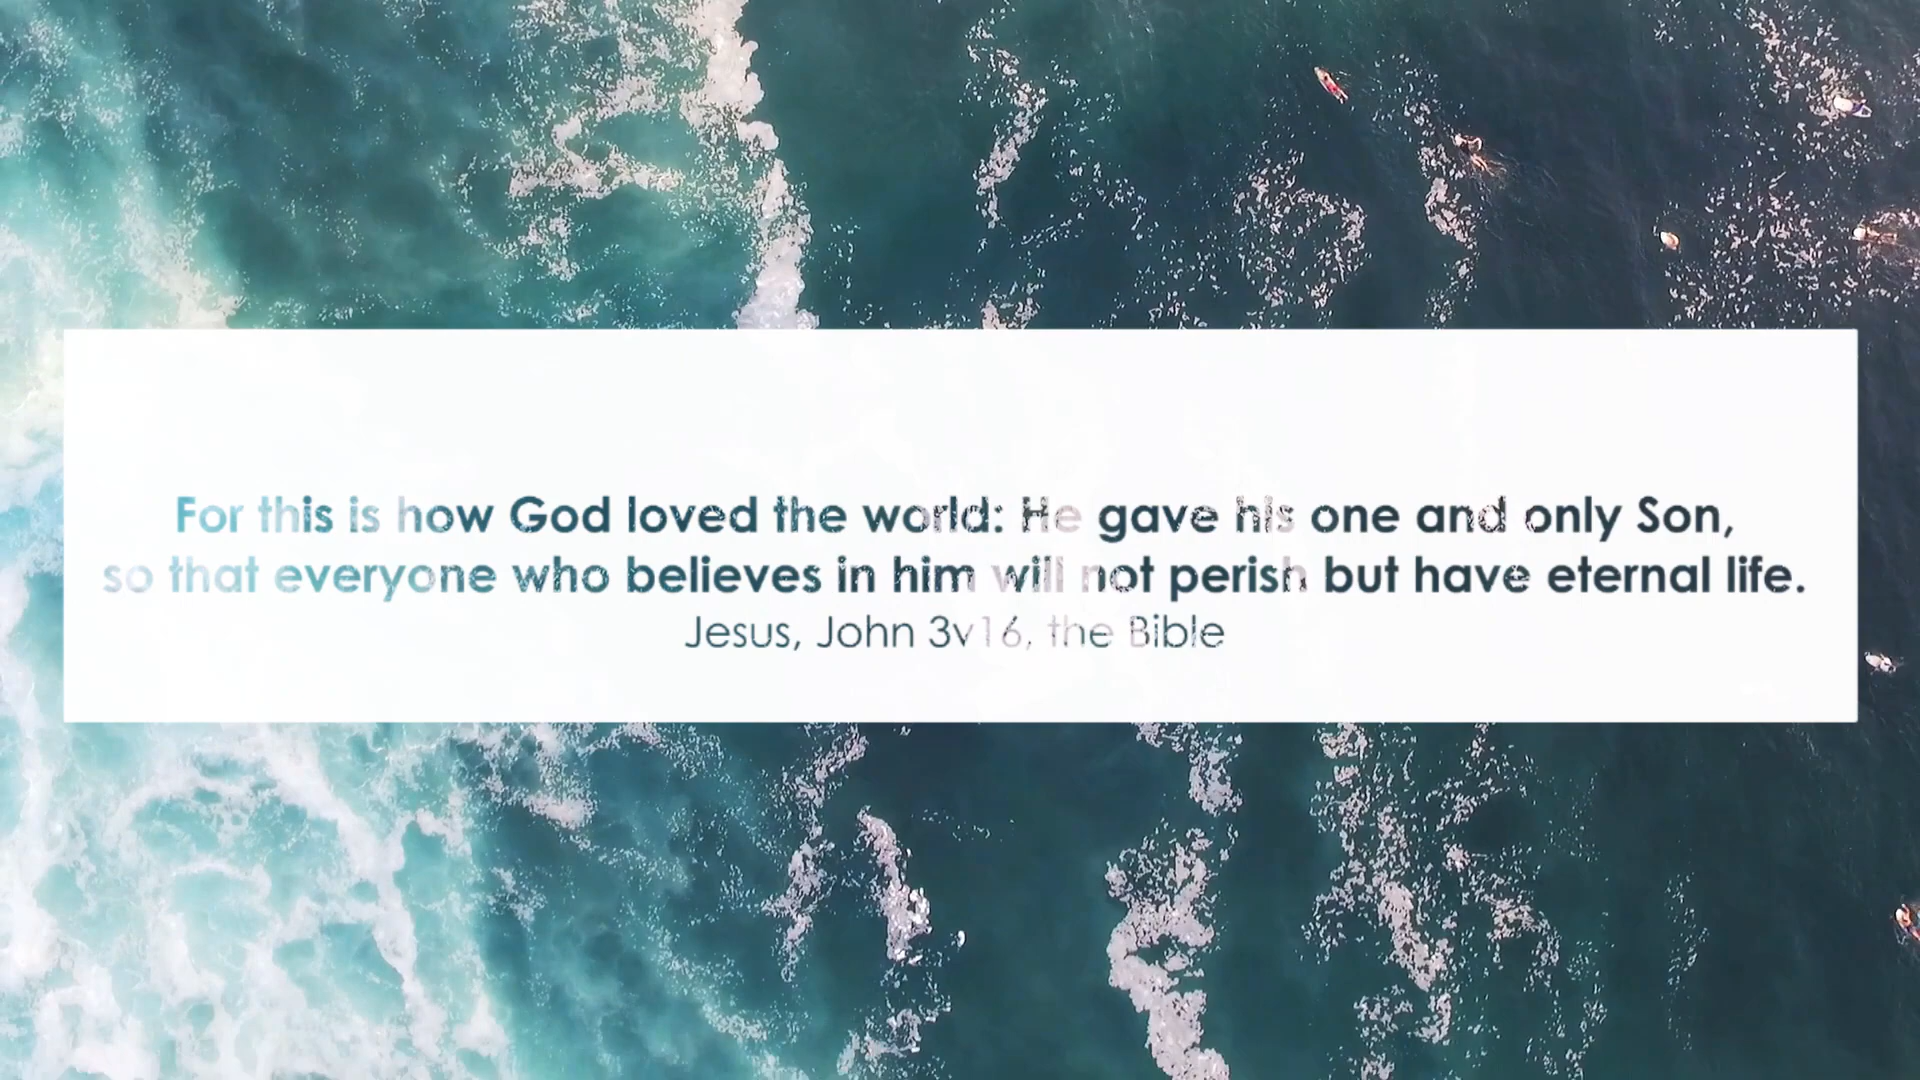 For this is how God loved the world: He gave his one and only Son,
so that everyone who believes in him will not perish but have eternal life.
Jesus, John 3v16, the Bible